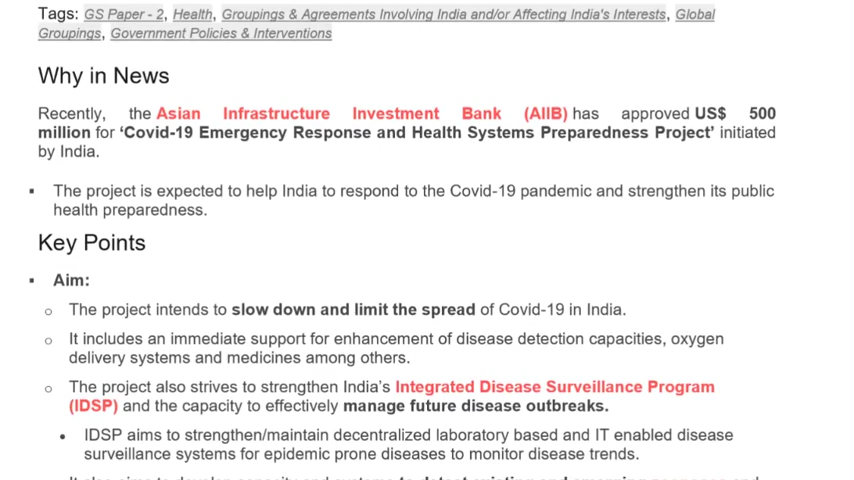 Tags: GS Paper - 2, Health, Groupings & Agreements Involving India and/or Affecting India's Interests, Global
Groupings, Government Policies & Interventions
Why in News
Recently, the Asian Infrastructure Investment Bank (AIIB) has approved US$ 500
million for ‘Covid-19 Emergency Response and Health Systems Preparedness Project’ initiated
by India.
▪ The project is expected to help India to respond to the Covid-19 pandemic and strengthen its public
health preparedness.
Key Points
▪ Aim:
o The project intends to slow down and limit the spread of Covid-19 in India.
o It includes an immediate support for enhancement of disease detection capacities, oxygen
delivery systems and medicines among others.
o The project also strives to strengthen India’s Integrated Disease Surveillance Program
(IDSP) and the capacity to effectively manage future disease outbreaks.
• IDSP aims to strengthen/maintain decentralized laboratory based and IT enabled disease
surveillance systems for epidemic prone diseases to monitor disease trends.